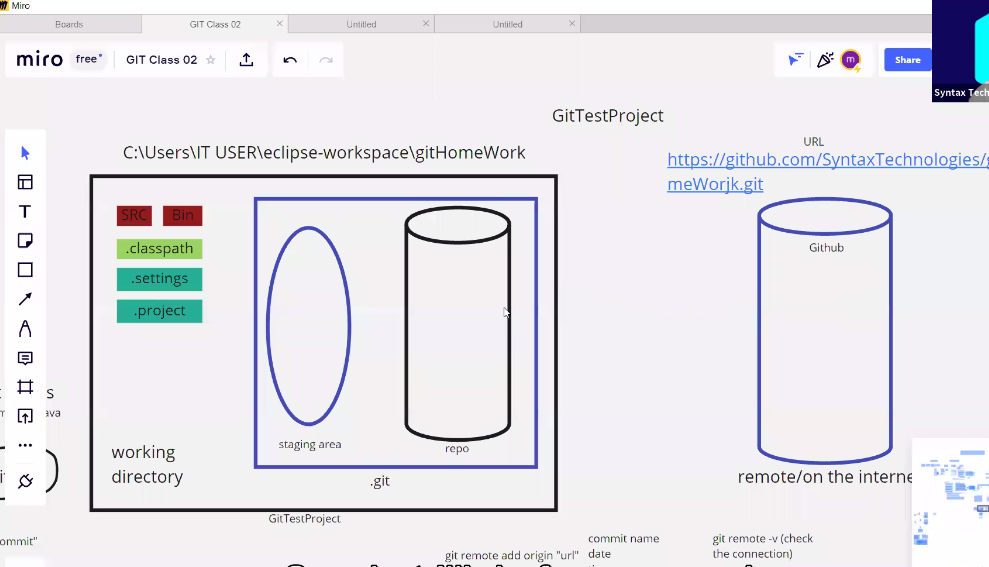 Miro
Boards
GIT Class 02
Untitled
Untitled
miro
free
GIT Class 02
m
Share
Syntax Tech
GitTestProject
C:\Users\IT USER\eclipse-workspace\gitHomeWork
URL
https://github.com/SyntaxTechnologies/g
meWorjk.git
SRC
Bin
.classpath
.settings
.project
Github
T
staging area
repo
working
directory
.git
remote/on the interne
GitTestProject
ommit"
git remote add origin "url"
commit name
date
git remote -v (check
the connection)